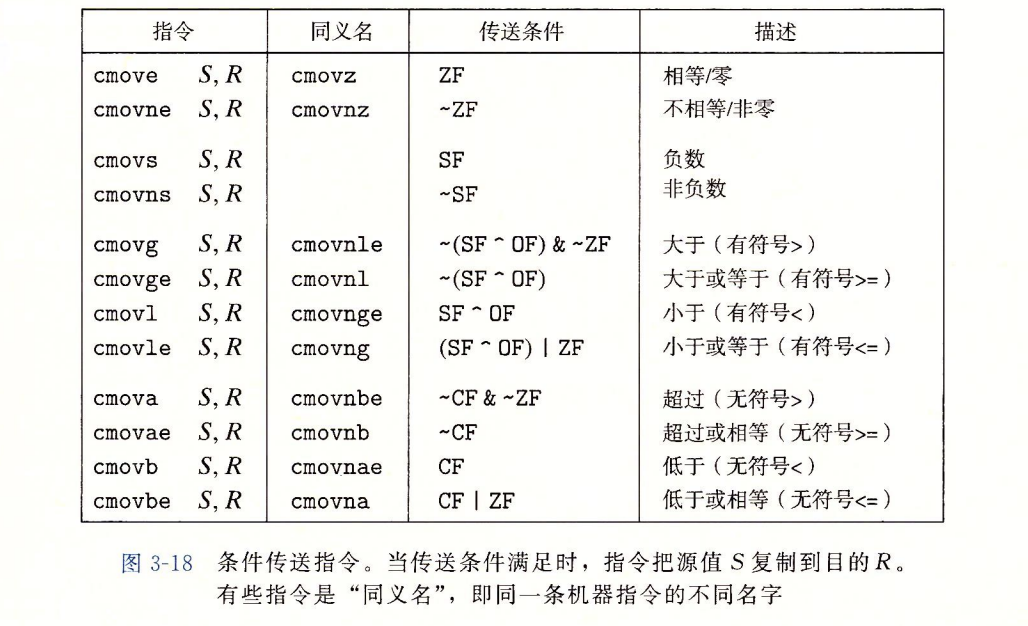 指令 同义名 传送条件 描述
cmove S, R cmovz ZF 相等/零
cmovne S, R cmovnz ~ZF 不相等/非零
cmovs S, R SF 负数
cmovns S, R ~SF 非负数
cmovg S, R cmovnle ~(SF ^ OF) & ~ZF 大于（有符号>）
cmovge S, R cmovnl ~(SF ^ OF) 大于或等于（有符号>=）
cmovl S, R cmovnge SF ^ OF 小于（有符号<）
cmovle S, R cmovng (SF ^ OF) | ZF 小于或等于（有符号<=）
cmova S, R cmovnbe ~CF & ~ZF 超过（无符号>）
cmovae S, R cmovnb ~CF 超过或相等（无符号>=）
cmovb S, R cmovnae CF 低于（无符号<）
cmovbe S, R cmovna CF | ZF 低于或相等（无符号<=）
图 3-18 条件传送指令。当传送条件满足时，指令把源值 S 复制到目的 R。
有些指令是“同义名”，即同一条机器指令的不同名字